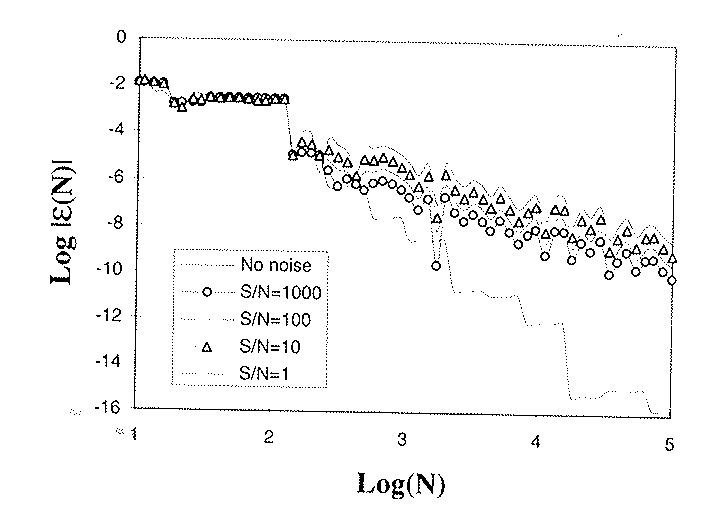 0
-2
-4
-6
-8
-10
-12
-14
-16
Log |ε(N)|
No noise
S/N=1000
S/N=100
S/N=10
S/N=1
1
2
3
4
5
Log(N)